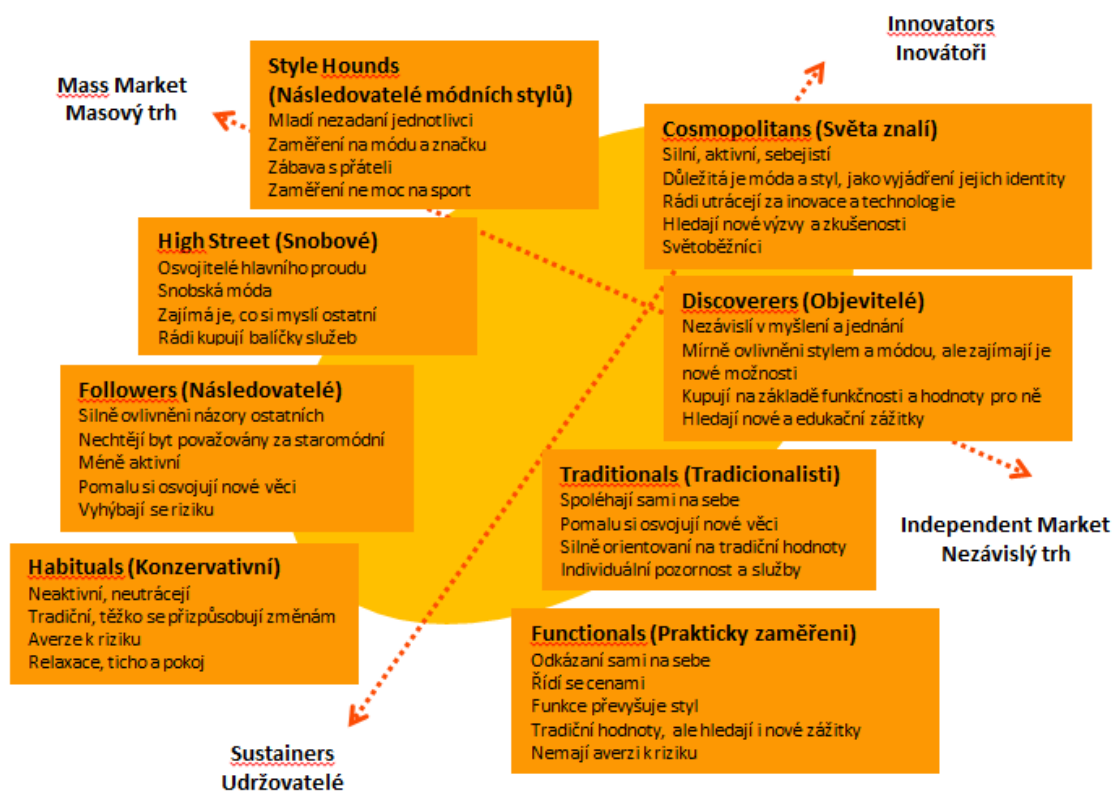 Innovators
Inovátoři
Mass Market
Masový trh
Style Hounds
(Následovatelé módních stylů)
Mladí nezadaní jednotlivci
Zaměření na módu a značku
Zábava s přáteli
Zaměření ne moc na sport
Cosmopolitans (Světa znalí)
Silní, aktivní, sebejistí
Důležitá je móda a styl, jako vyjádření jejich identity
Rádi utrácejí za inovace a technologie
Hledají nové výzvy a zkušenosti
Světoběžníci
High Street (Snobové)
Osvojitelé hlavního proudu
Snobská móda
Zajímá je, co si myslí ostatní
Rádi kupují balíčky služeb
Discoverers (Objevitelé)
Nezávislí v myšlení a jednání
Mírně ovlivněni stylem a módou, ale zajímají je
nové možnosti
Kupují na základě funkčnosti a hodnoty pro ně
Hledají nové a edukační zážitky
Followers (Následovatelé)
Silně ovlivněni názory ostatních
Nechtějí byt považovány za staromódní
Méně aktivní
Pomalu si osvojují nové věci
Vyhýbají se riziku
Traditionals (Tradicionalisti)
Spoléhají sami na sebe
Pomalu si osvojují nové věci
Silně orientovaní na tradiční hodnoty
Individuální pozornost a služby
Independent Market
Nezávislý trh
Habituals (Konzervativní)
Neaktivní, neutrácejí
Tradiční, těžko se přizpůsobují změnám
Averze k riziku
Relaxace, ticho a pokoj
Functionals (Prakticky zaměřeni)
Odkázaní sami na sebe
Řídí se cenami
Funkce převyšuje styl
Tradiční hodnoty, ale hledají i nové zážitky
Nemají averzi k riziku
Sustainers
Udržovatelé